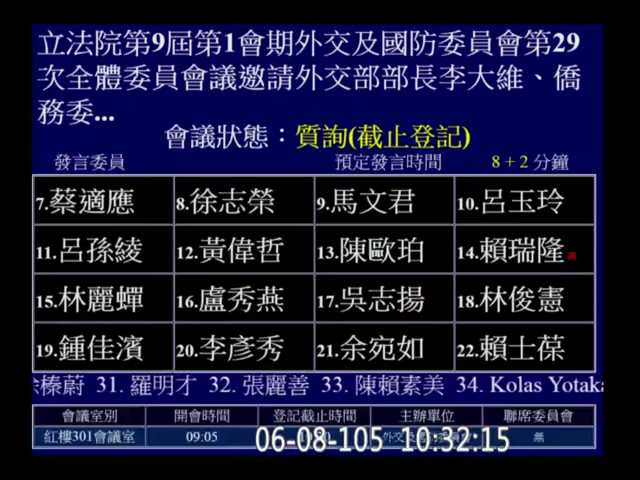 立法院第9屆第1會期外交及國防委員會第29
次全體委員會議邀請外交部部長李大維、僑
務委...
會議狀態：質詢(截止登記)
發言委員 預定發言時間 8 + 2 分鐘
7.蔡適應 8.徐志榮 9.馬文君 10.呂玉玲
11.呂孫綾 12.黃偉哲 13.陳歐珀 14.賴瑞隆
15.林麗蟬 16.盧秀燕 17.吳志揚 18.林俊憲
19.鍾佳濱 20.李彥秀 21.余宛如 22.賴士葆
徐榛蔚 31. 羅明才 32. 張麗善 33. 陳賴素美 34. Kolas Yotaka
會議室別 開會時間 登記截止時間 主辦單位 聯席委員會
紅樓301會議室 09:05 無
06-08-105 10:32:15